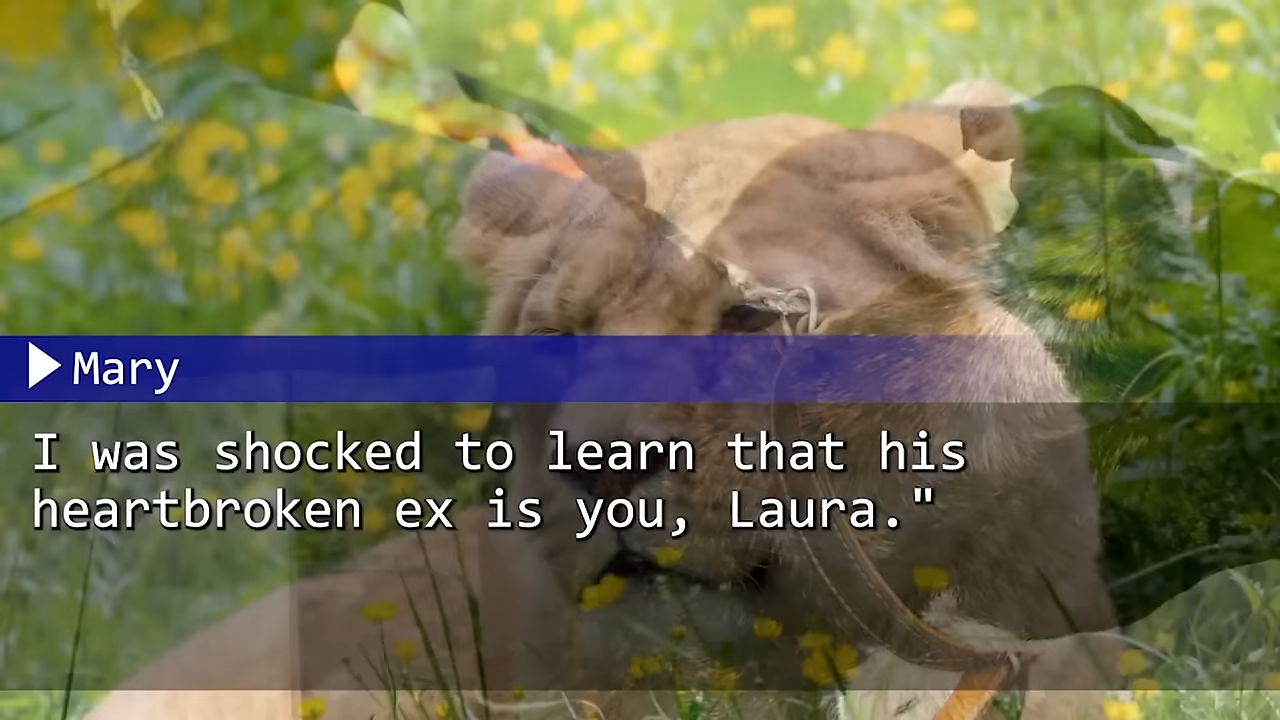 Mary
I was shocked to learn that his
heartbroken ex is you, Laura."